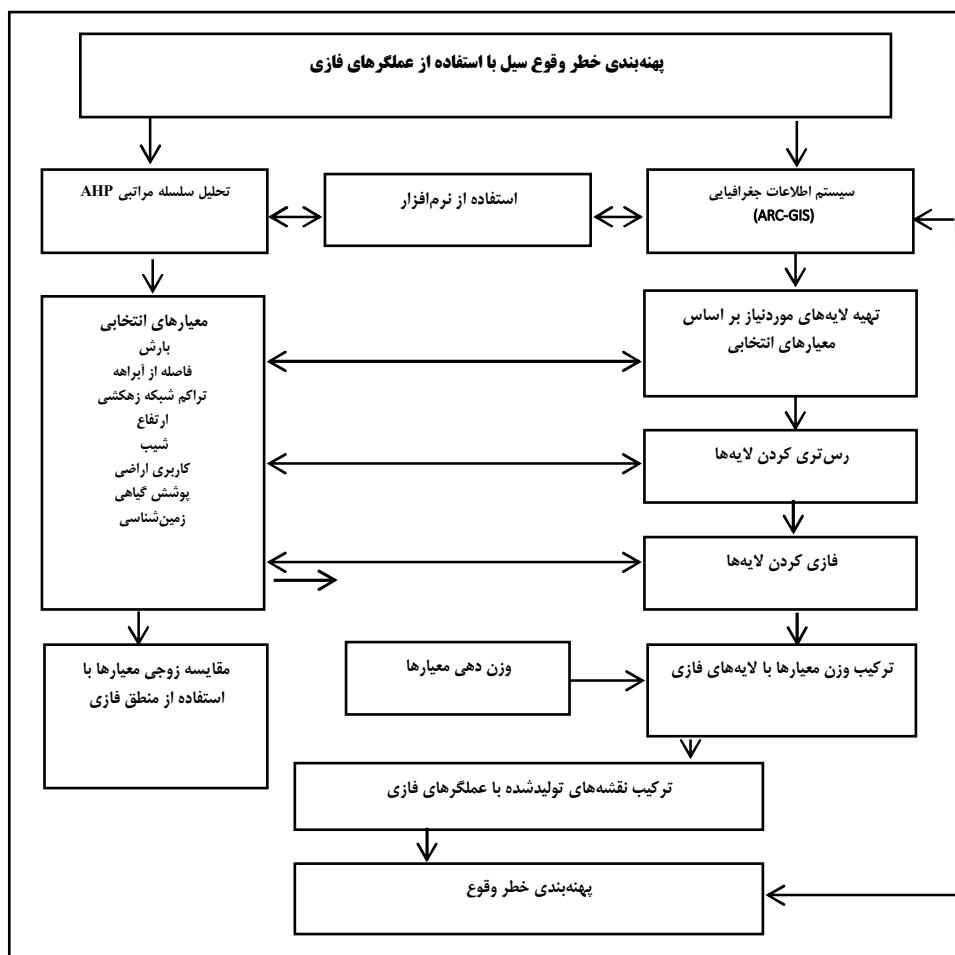 پهنه‌بندی خطر وقوع سیل با استفاده از عملگرهای فازی
سیستم اطلاعات جغرافیایی
(ARC-GIS)
استفاده از نرم‌افزار
تحلیل سلسله مراتبی AHP
تهیه لایه‌های موردنیاز بر اساس
معیارهای انتخابی
معیارهای انتخابی
بارش
فاصله از آبراهه
تراکم شبکه زهکشی
ارتفاع
شیب
کاربری اراضی
پوشش گیاهی
زمین‌شناسی
رس‌تری کردن لایه‌ها
فازی کردن لایه‌ها
ترکیب وزن معیارها با لایه‌های فازی
وزن دهی معیارها
مقایسه زوجی معیارها با
استفاده از منطق فازی
ترکیب نقشه‌های تولیدشده با عملگرهای فازی
پهنه‌بندی خطر وقوع